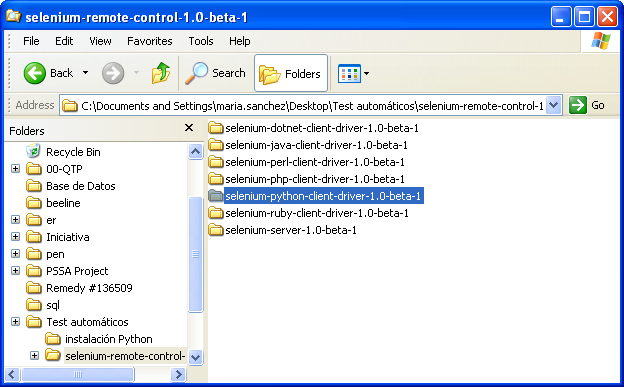 selenium-remote-control-1.0-beta-1
File Edit View Favorites Tools Help
Back Search Folders
Address C:\Documents and Settings\maria.sanchez\Desktop\Test automáticos\selenium-remote-control-1 Go
Folders
Recycle Bin
00-QTP
Base de Datos
beeline
er
Iniciativa
pen
PSSA Project
Remedy #136509
sql
Test automáticos
instalación Python
selenium-remote-control-
selenium-dotnet-client-driver-1.0-beta-1
selenium-java-client-driver-1.0-beta-1
selenium-perl-client-driver-1.0-beta-1
selenium-php-client-driver-1.0-beta-1
selenium-python-client-driver-1.0-beta-1
selenium-ruby-client-driver-1.0-beta-1
selenium-server-1.0-beta-1